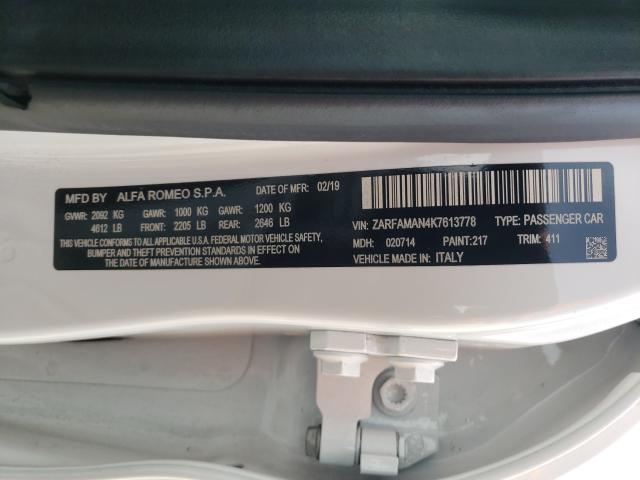 MFD BY ALFA ROMEO S.P.A. DATE OF MFR: 02/19
GVWR: 2092 KG GAWR: 1000 KG GAWR: 1200 KG
4612 LB FRONT: 2205 LB REAR: 2646 LB
THIS VEHICLE CONFORMS TO ALL APPLICABLE U.S.A. FEDERAL MOTOR VEHICLE SAFETY,
BUMPER AND THEFT PREVENTION STANDARDS IN EFFECT ON
THE DATE OF MANUFACTURE SHOWN ABOVE.
VIN: ZARFAMAN4K7613778 TYPE: PASSENGER CAR
MDH: 020714 PAINT: 217 TRIM: 411
VEHICLE MADE IN: ITALY